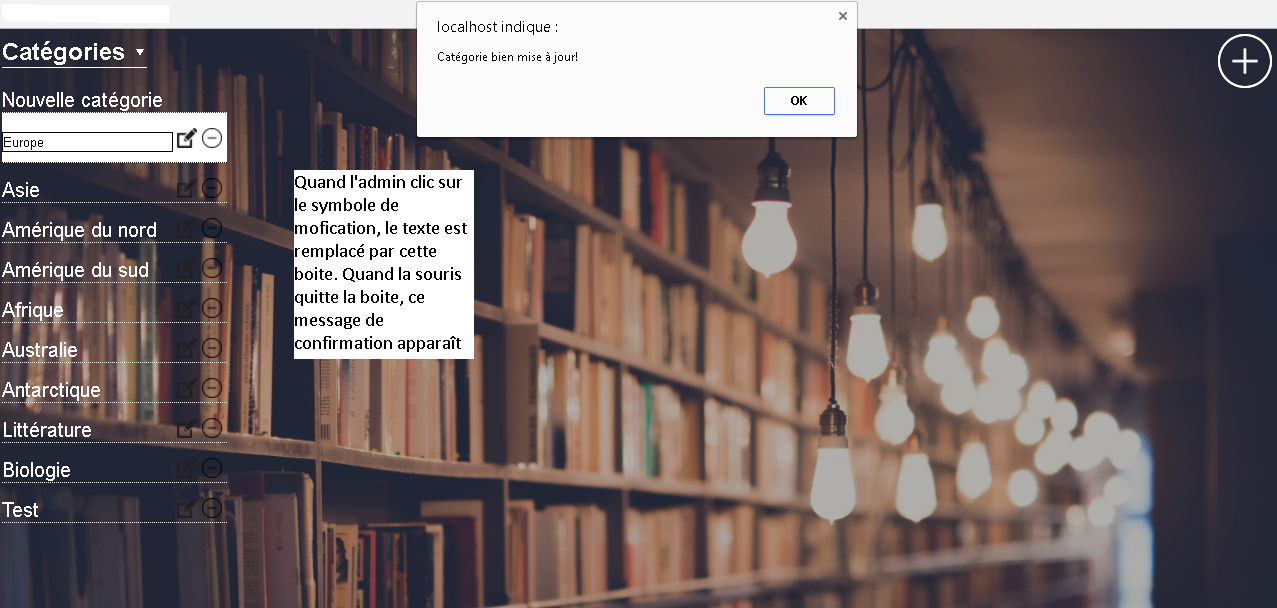 localhost indique :
Catégorie bien mise à jour!
OK
Catégories
Nouvelle catégorie
Europe
Asie
Amérique du nord
Amérique du sud
Afrique
Australie
Antarctique
Littérature
Biologie
Test
Quand l'admin clic sur
le symbole de
mofication, le texte est
remplacé par cette
boite. Quand la souris
quitte la boite, ce
message de
confirmation apparaît